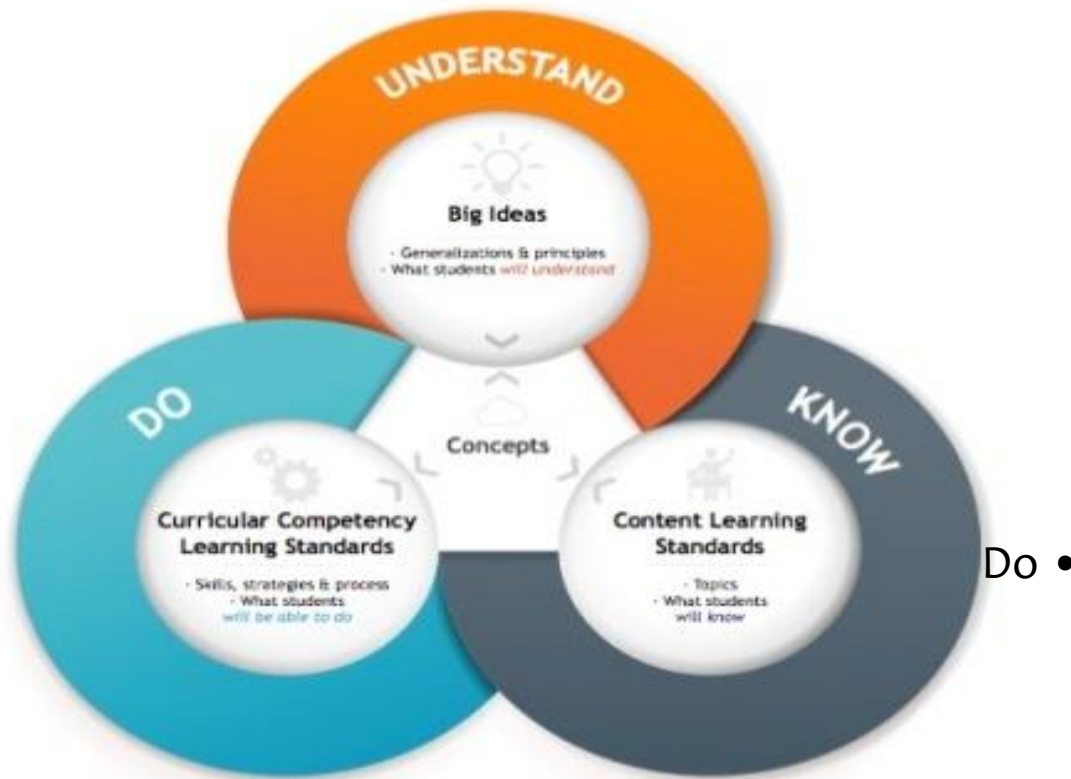 UNDERSTAND
Big Ideas
- Generalizations & principles
- What students will understand
DO
KNOW
Concepts
Curricular Competency
Learning Standards
- Skills, strategies & process
- What students
will be able to do
Content Learning
Standards
- Topics
- What students
will know
Do •